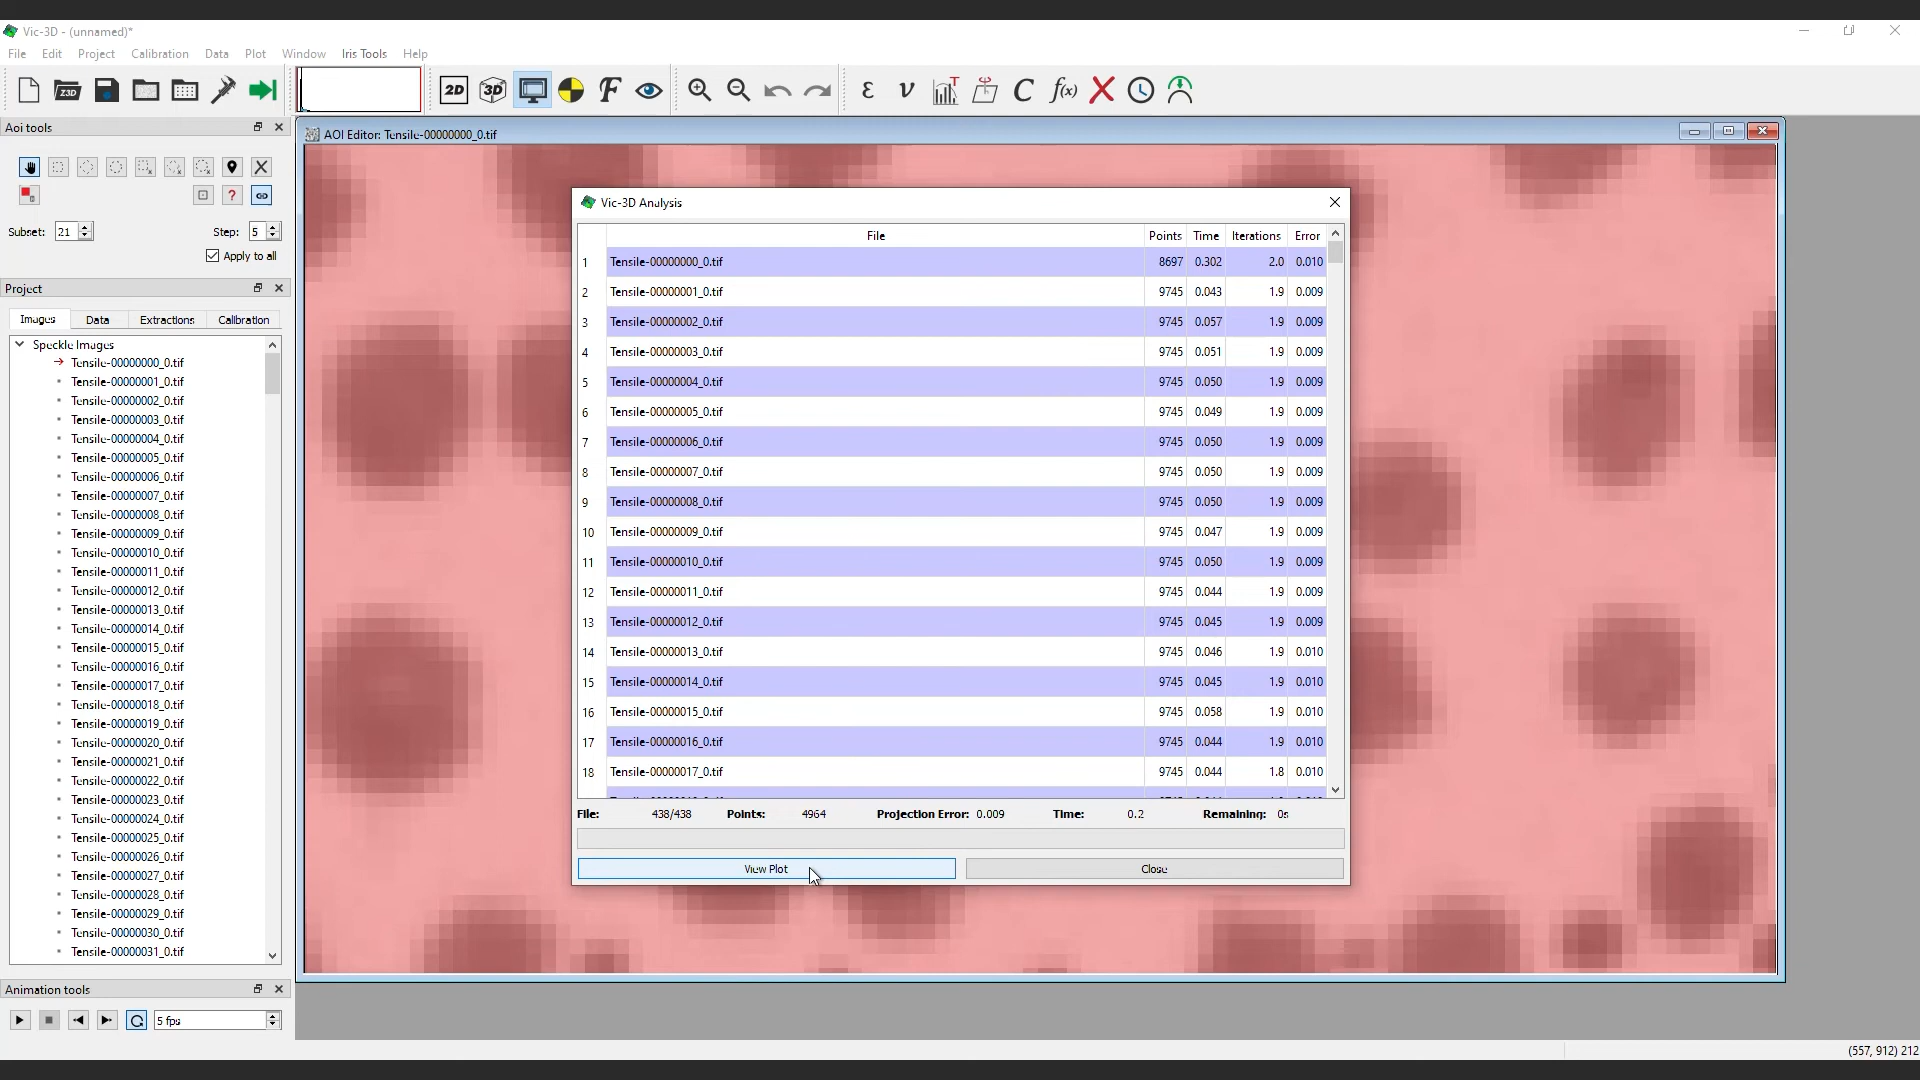 Vic-3D - (unnamed)*
File Edit Project Calibration Data Plot Window Iris Tools Help
Z3D 2D 3D F ε ν T C f(x)
Aoi tools
?
Subset: 21 Step: 5
Apply to all
Project
Images Data Extractions Calibration
Speckle Images
Tensile-00000000_0.tif
Tensile-00000001_0.tif
Tensile-00000002_0.tif
Tensile-00000003_0.tif
Tensile-00000004_0.tif
Tensile-00000005_0.tif
Tensile-00000006_0.tif
Tensile-00000007_0.tif
Tensile-00000008_0.tif
Tensile-00000009_0.tif
Tensile-00000010_0.tif
Tensile-00000011_0.tif
Tensile-00000012_0.tif
Tensile-00000013_0.tif
Tensile-00000014_0.tif
Tensile-00000015_0.tif
Tensile-00000016_0.tif
Tensile-00000017_0.tif
Tensile-00000018_0.tif
Tensile-00000019_0.tif
Tensile-00000020_0.tif
Tensile-00000021_0.tif
Tensile-00000022_0.tif
Tensile-00000023_0.tif
Tensile-00000024_0.tif
Tensile-00000025_0.tif
Tensile-00000026_0.tif
Tensile-00000027_0.tif
Tensile-00000028_0.tif
Tensile-00000029_0.tif
Tensile-00000030_0.tif
Tensile-00000031_0.tif
Animation tools
5 fps
AOI Editor: Tensile-00000000_0.tif
Vic-3D Analysis
File Points Time Iterations Error
1 Tensile-00000000_0.tif 8697 0.302 2.0 0.010
2 Tensile-00000001_0.tif 9745 0.043 1.9 0.009
3 Tensile-00000002_0.tif 9745 0.057 1.9 0.009
4 Tensile-00000003_0.tif 9745 0.051 1.9 0.009
5 Tensile-00000004_0.tif 9745 0.050 1.9 0.009
6 Tensile-00000005_0.tif 9745 0.049 1.9 0.009
7 Tensile-00000006_0.tif 9745 0.050 1.9 0.009
8 Tensile-00000007_0.tif 9745 0.050 1.9 0.009
9 Tensile-00000008_0.tif 9745 0.050 1.9 0.009
10 Tensile-00000009_0.tif 9745 0.047 1.9 0.009
11 Tensile-00000010_0.tif 9745 0.050 1.9 0.009
12 Tensile-00000011_0.tif 9745 0.044 1.9 0.009
13 Tensile-00000012_0.tif 9745 0.045 1.9 0.009
14 Tensile-00000013_0.tif 9745 0.046 1.9 0.010
15 Tensile-00000014_0.tif 9745 0.045 1.9 0.010
16 Tensile-00000015_0.tif 9745 0.058 1.9 0.010
17 Tensile-00000016_0.tif 9745 0.044 1.9 0.010
18 Tensile-00000017_0.tif 9745 0.044 1.8 0.010
File: 438/438 Points: 4964 Projection Error: 0.009 Time: 0.2 Remaining: 0s
View Plot Close
(557, 912) 212